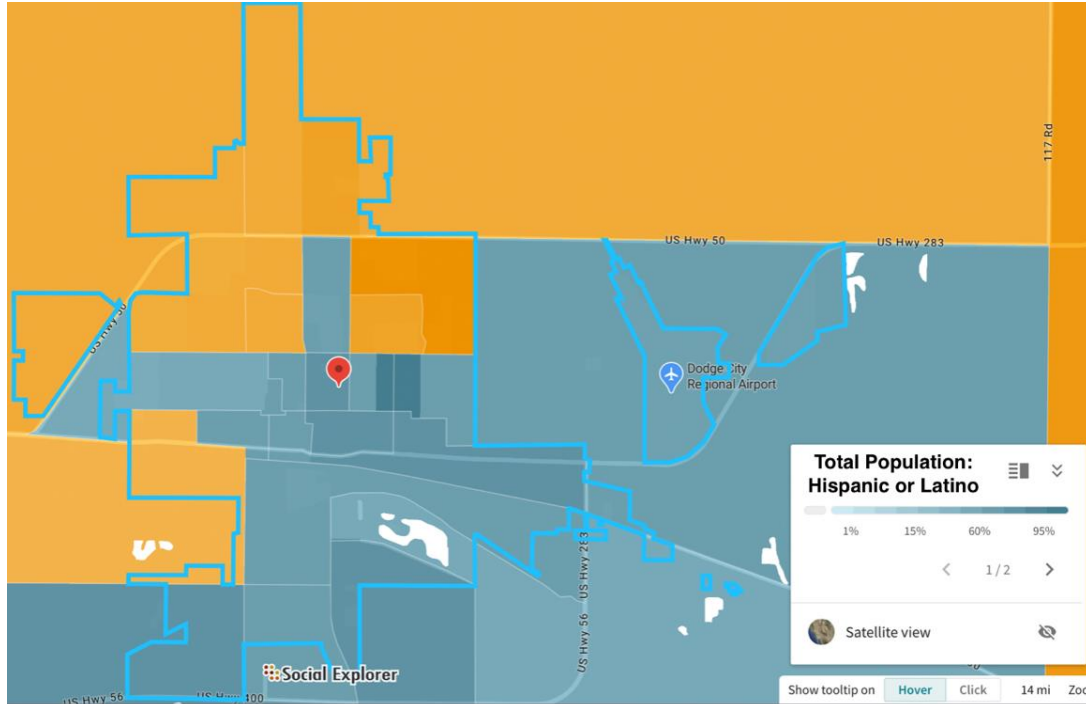 117 Rd
US Hwy 50
US Hwy 283
US Hwy 50
Dodge City
Regional Airport
Total Population:
Hispanic or Latino
1% 15% 60% 95%
1 / 2
US Hwy 56 US Hwy 283
Satellite view
Social Explorer
US Hwy 56 US Hwy 400
Show tooltip on Hover Click 14 mi Zoo